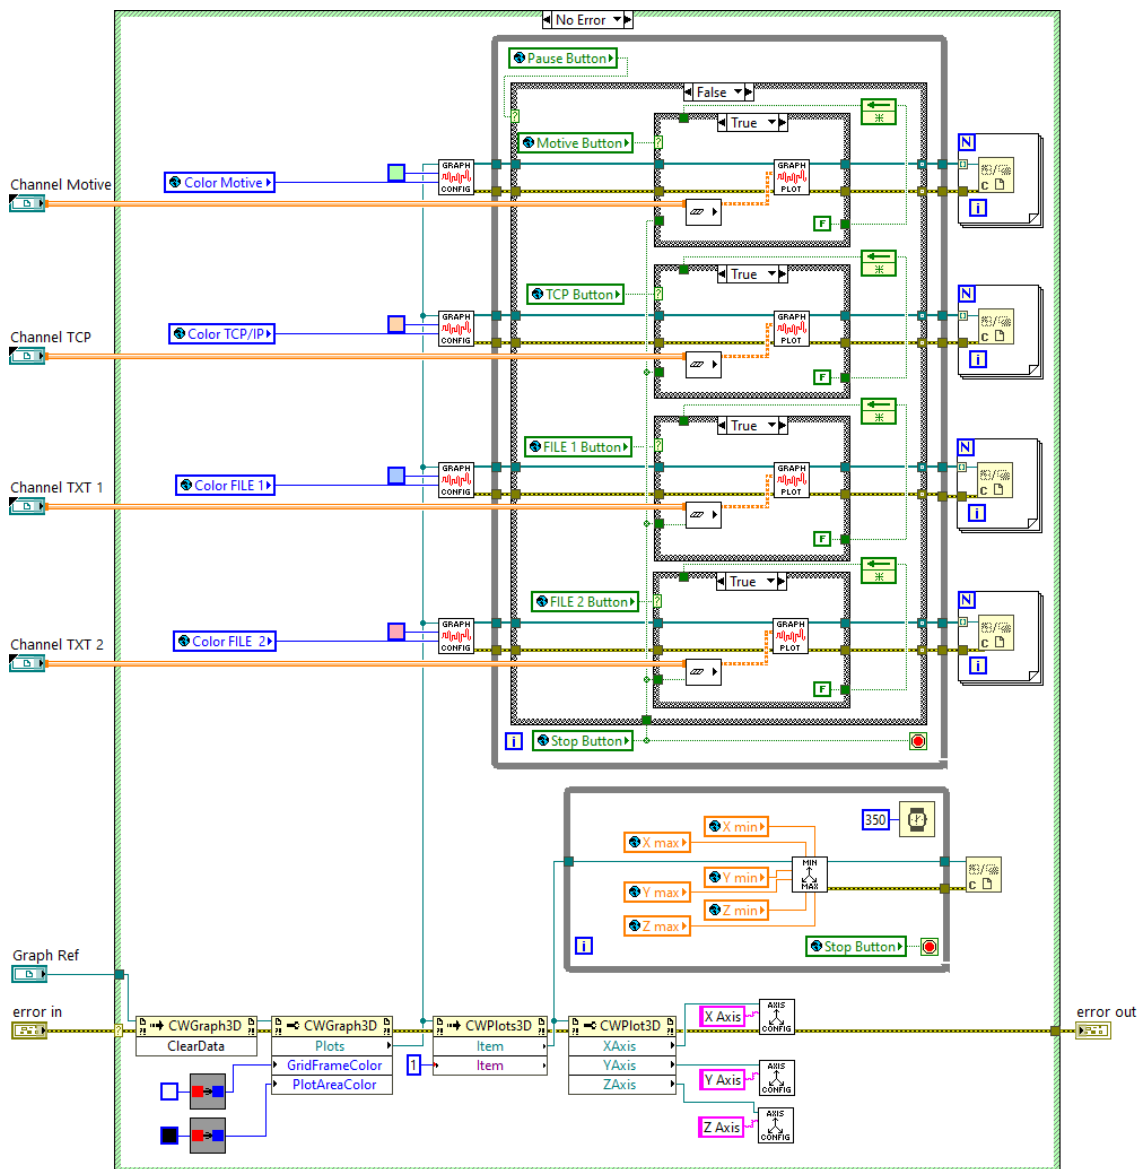 No Error
Pause Button
False
True
Motive Button
Channel Motive
Color Motive
GRAPH
CONFIG
GRAPH
PLOT
N
C
i
F
True
TCP Button
Channel TCP
Color TCP/IP
GRAPH
CONFIG
GRAPH
PLOT
N
C
i
F
True
FILE 1 Button
Channel TXT 1
Color FILE 1
GRAPH
CONFIG
GRAPH
PLOT
N
C
i
F
True
FILE 2 Button
Channel TXT 2
Color FILE 2
GRAPH
CONFIG
GRAPH
PLOT
N
C
i
F
i
Stop Button
350
X min
X max
MIN
MAX
Y min
Y max
Z min
Z max
C
i
Stop Button
Graph Ref
error in
CWGraph3D
ClearData
CWGraph3D
Plots
GridFrameColor
PlotAreaColor
CWPlots3D
Item
1
Item
CWPlot3D
XAxis
YAxis
ZAxis
X Axis
AXIS
CONFIG
Y Axis
AXIS
CONFIG
Z Axis
AXIS
CONFIG
error out